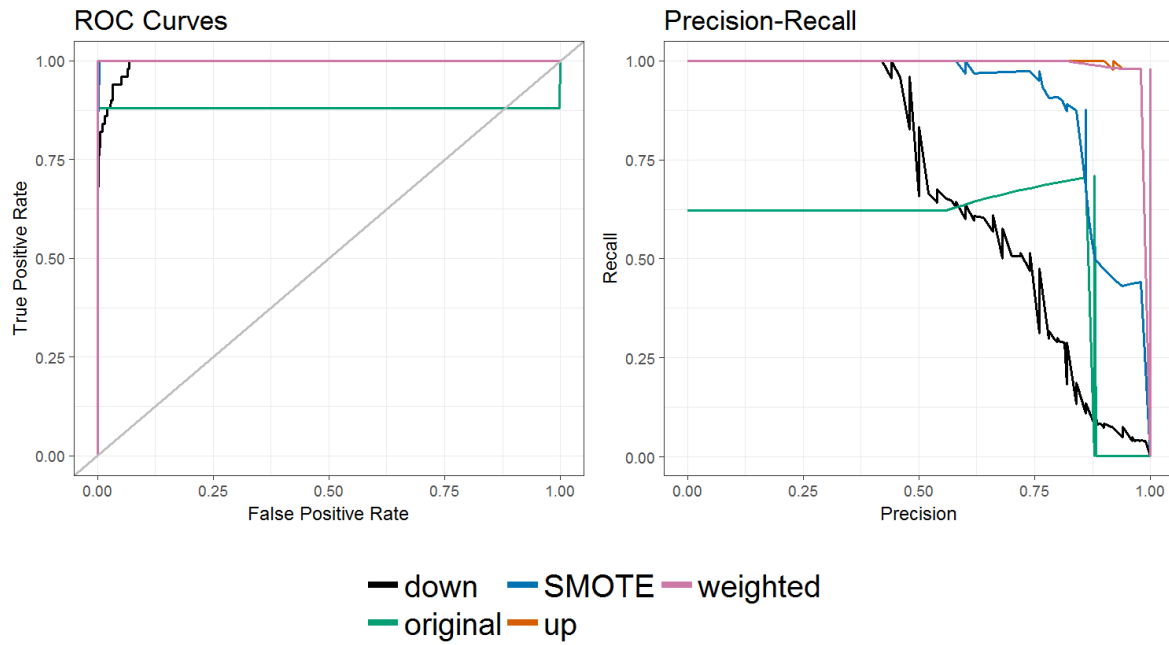 ROC Curves
1.00
0.75
0.50
0.25
0.00
True Positive Rate
0.00 0.25 0.50 0.75 1.00
False Positive Rate
Precision-Recall
1.00
0.75
0.50
0.25
0.00
Recall
0.00 0.25 0.50 0.75 1.00
Precision
down SMOTE weighted
original up